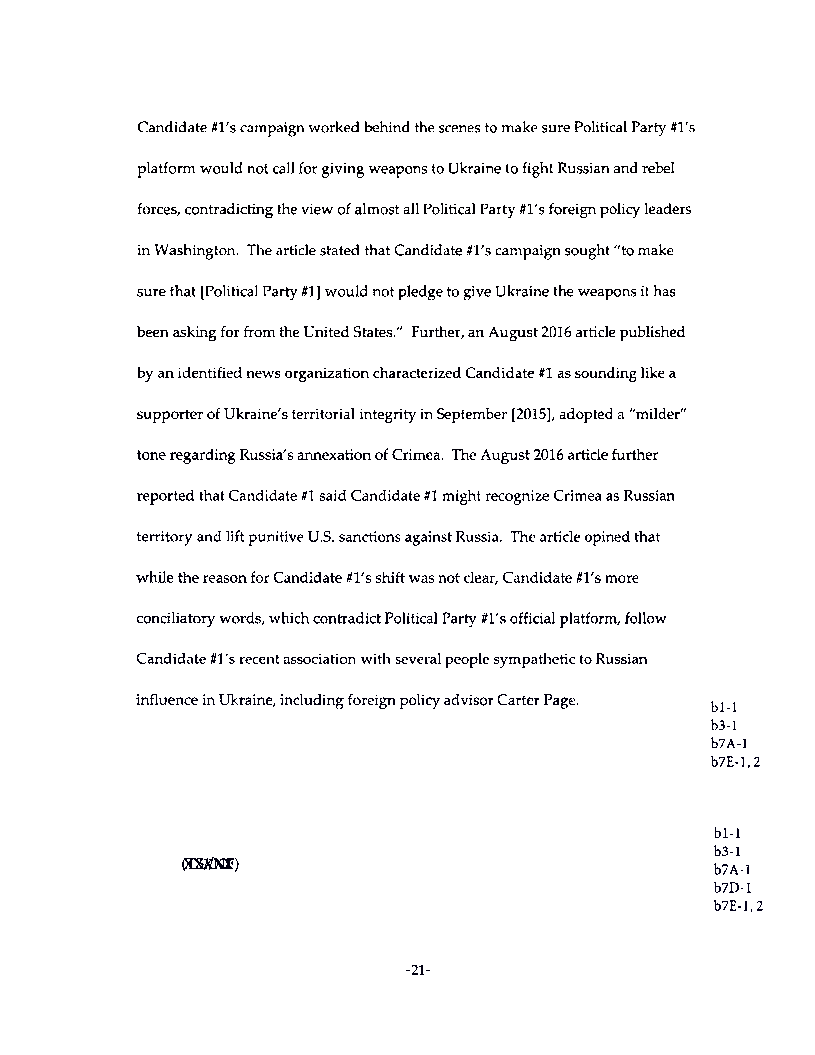 Candidate #1's campaign worked behind the scenes to make sure Political Party #1's
platform would not call for giving weapons to Ukraine to fight Russian and rebel
forces, contradicting the view of almost all Political Party #1's foreign policy leaders
in Washington. The article stated that Candidate #1's campaign sought "to make
sure that [Political Party #1] would not pledge to give Ukraine the weapons it has
been asking for from the United States." Further, an August 2016 article published
by an identified news organization characterized Candidate #1 as sounding like a
supporter of Ukraine's territorial integrity in September [2015], adopted a "milder"
tone regarding Russia's annexation of Crimea. The August 2016 article further
reported that Candidate #1 said Candidate #1 might recognize Crimea as Russian
territory and lift punitive U.S. sanctions against Russia. The article opined that
while the reason for Candidate #1's shift was not clear, Candidate #1's more
conciliatory words, which contradict Political Party #1's official platform, follow
Candidate #1's recent association with several people sympathetic to Russian
influence in Ukraine, including foreign policy advisor Carter Page.
b1-1
b3-1
b7A-1
b7E-1, 2
b1-1
b3-1
b7A-1
b7D-1
b7E-1, 2
-21-